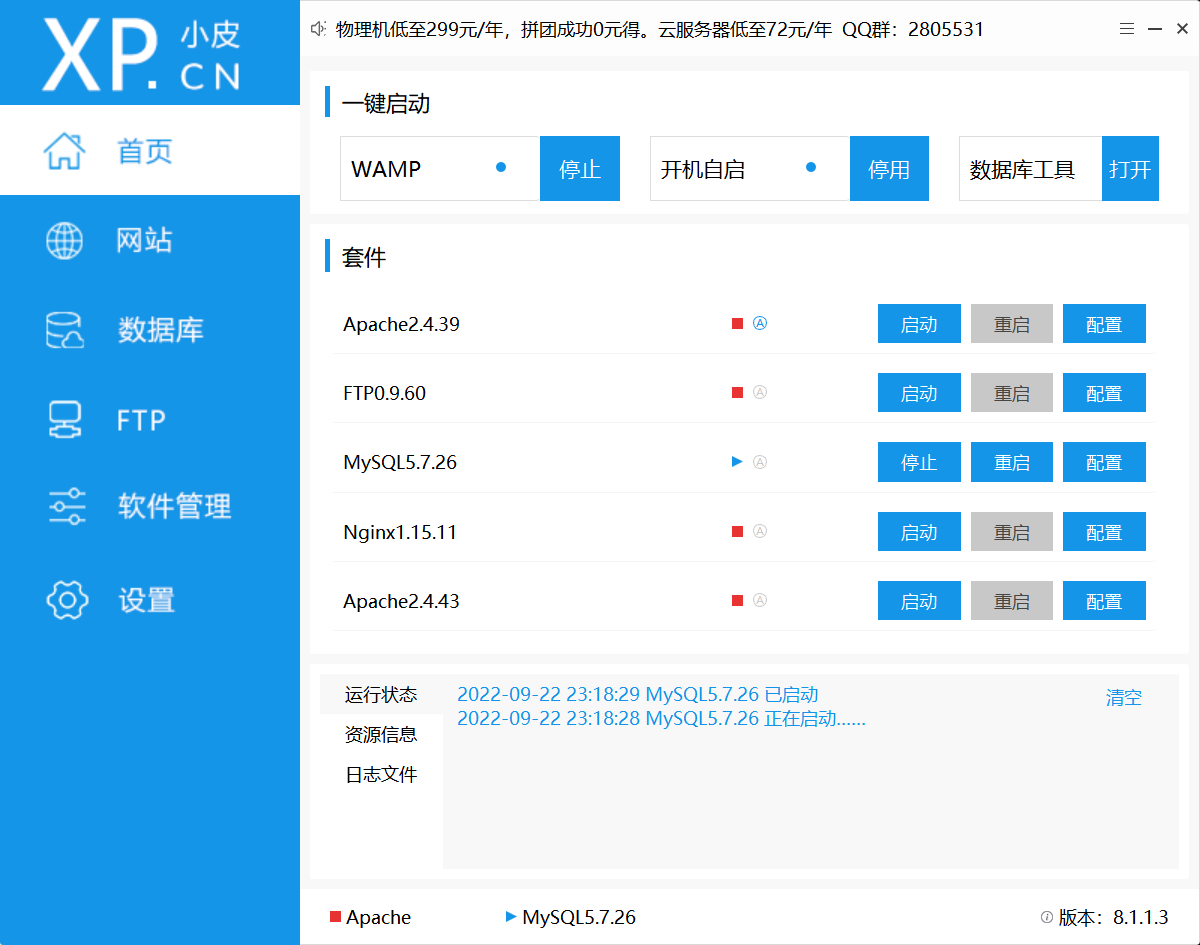 XP. 小皮 CN
物理机低至299元/年，拼团成功0元得。云服务器低至72元/年 QQ群：2805531
首页
网站
数据库
FTP
软件管理
设置
一键启动
WAMP 停止 开机自启 停用 数据库工具 打开
套件
Apache2.4.39 A 启动 重启 配置
FTP0.9.60 A 启动 重启 配置
MySQL5.7.26 A 停止 重启 配置
Nginx1.15.11 A 启动 重启 配置
Apache2.4.43 A 启动 重启 配置
运行状态
资源信息
日志文件
2022-09-22 23:18:29 MySQL5.7.26 已启动
2022-09-22 23:18:28 MySQL5.7.26 正在启动......
清空
Apache MySQL5.7.26 版本：8.1.1.3